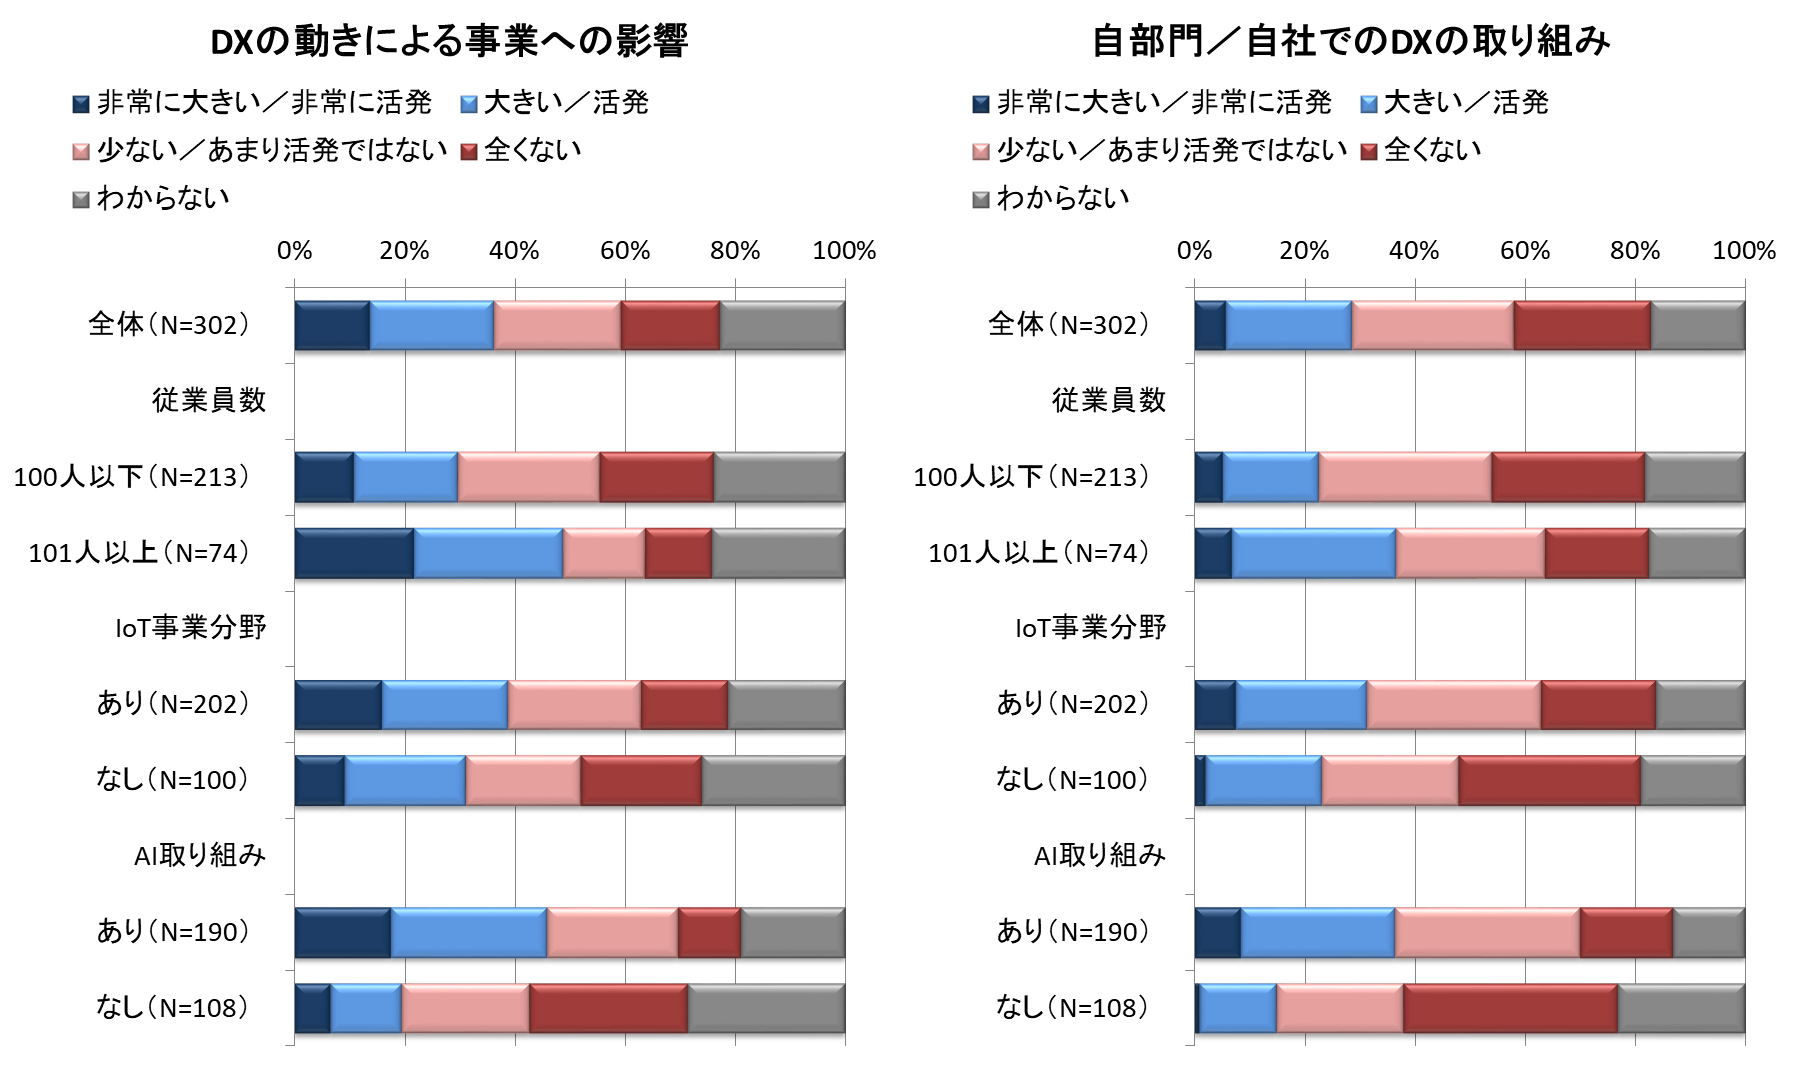 DXの動きによる事業への影響
非常に大きい／非常に活発 大きい／活発
少ない／あまり活発ではない 全くない
わからない
0% 20% 40% 60% 80% 100%
全体（N=302）
従業員数
100人以下（N=213）
101人以上（N=74）
IoT事業分野
あり（N=202）
なし（N=100）
AI取り組み
あり（N=190）
なし（N=108）
自部門／自社でのDXの取り組み
非常に大きい／非常に活発 大きい／活発
少ない／あまり活発ではない 全くない
わからない
0% 20% 40% 60% 80% 100%
全体（N=302）
従業員数
100人以下（N=213）
101人以上（N=74）
IoT事業分野
あり（N=202）
なし（N=100）
AI取り組み
あり（N=190）
なし（N=108）